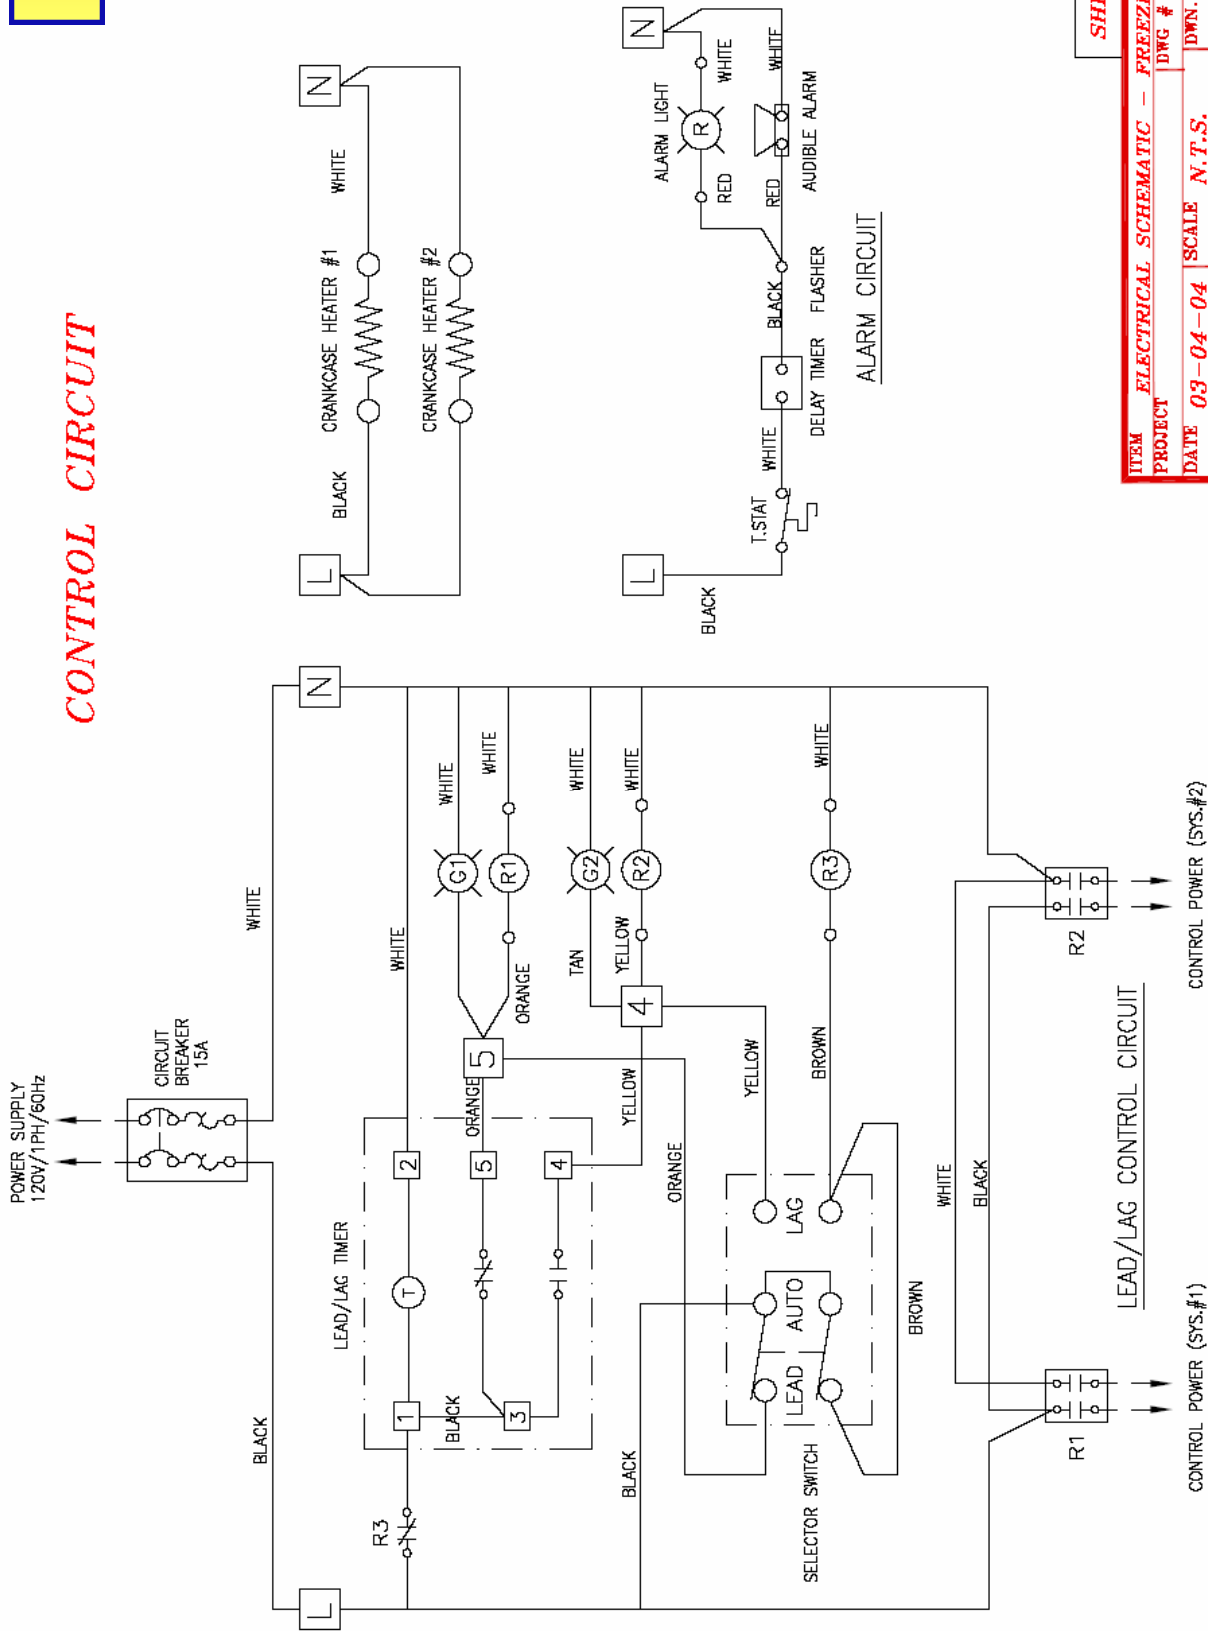 CONTROL CIRCUIT
POWER SUPPLY
120V/1PH/60Hz
CIRCUIT
BREAKER
15A
BLACK
WHITE
L
N
R3
LEAD/LAG TIMER
1
T
2
WHITE
BLACK
3
5
4
ORANGE
5
G1
WHITE
ORANGE
R1
WHITE
YELLOW
4
TAN
G2
WHITE
YELLOW
R2
WHITE
BLACK
ORANGE
YELLOW
SELECTOR SWITCH
LEAD
AUTO
LAG
BROWN
R3
WHITE
BROWN
WHITE
BLACK
R1
R2
LEAD/LAG CONTROL CIRCUIT
CONTROL POWER (SYS.#1)
CONTROL POWER (SYS.#2)
L
N
BLACK
CRANKCASE HEATER #1
WHITE
CRANKCASE HEATER #2
L
N
BLACK
T.STAT
WHITE
DELAY TIMER FLASHER
BLACK
ALARM LIGHT
RED
R
WHITE
RED
WHITE
AUDIBLE ALARM
ALARM CIRCUIT
ITEM ELECTRICAL SCHEMATIC - FREEZ
PROJECT
DWG #
DATE 03-04-04
SCALE N.T.S.
DWN.